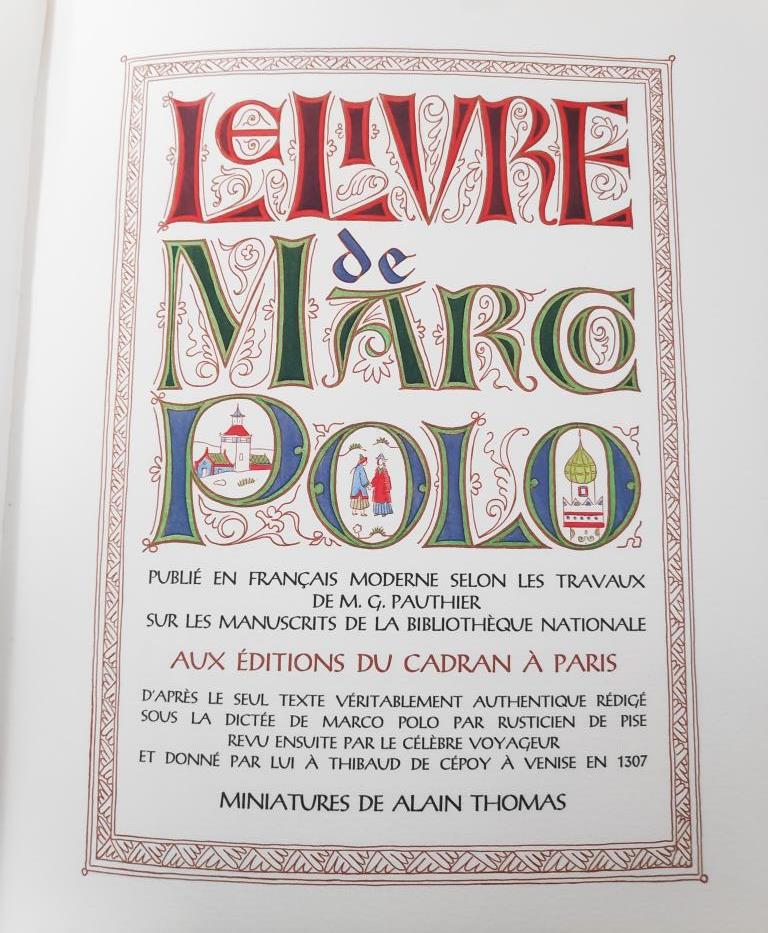 LE LIVRE
de
MARCO
POLO
PUBLIÉ EN FRANÇAIS MODERNE SELON LES TRAVAUX
DE M. G. PAUTHIER
SUR LES MANUSCRITS DE LA BIBLIOTHÈQUE NATIONALE
AUX ÉDITIONS DU CADRAN À PARIS
D'APRÈS LE SEUL TEXTE VÉRITABLEMENT AUTHENTIQUE RÉDIGÉ
SOUS LA DICTÉE DE MARCO POLO PAR RUSTICIEN DE PISE
REVU ENSUITE PAR LE CÉLÈBRE VOYAGEUR
ET DONNÉ PAR LUI À THIBAUD DE CÉPOY À VENISE EN 1307
MINIATURES DE ALAIN THOMAS